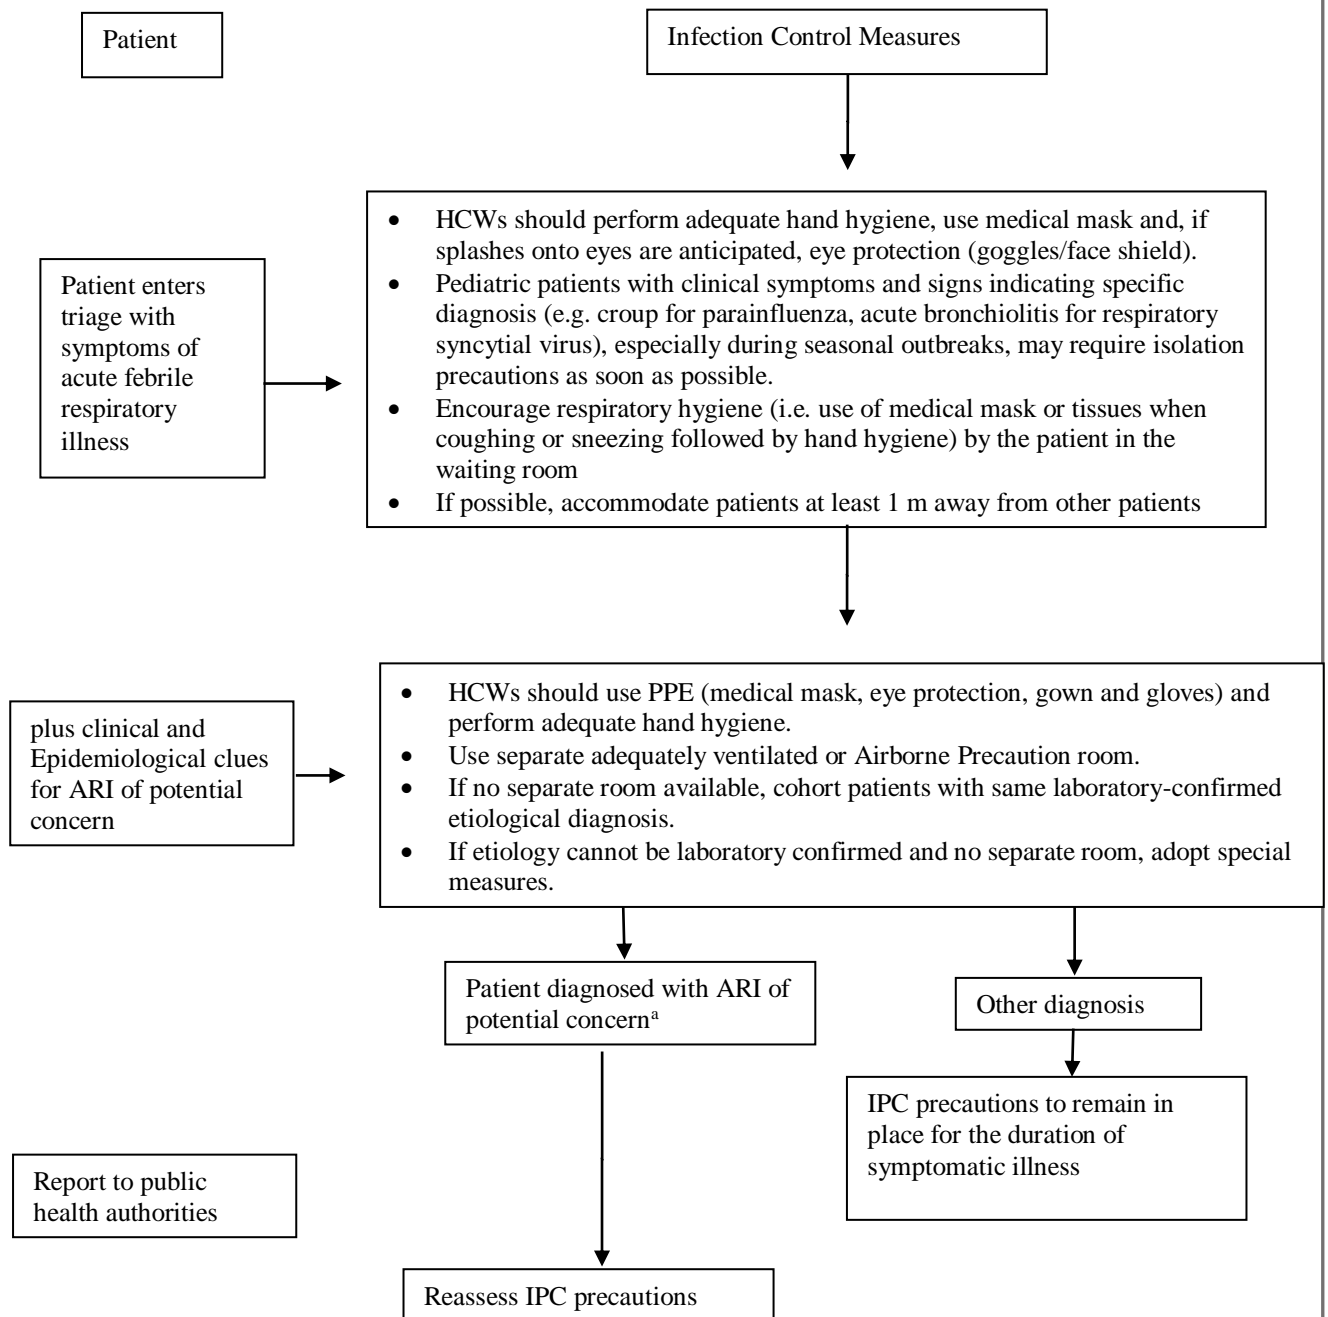 Patient
Infection Control Measures
• HCWs should perform adequate hand hygiene, use medical mask and, if
splashes onto eyes are anticipated, eye protection (goggles/face shield).
• Pediatric patients with clinical symptoms and signs indicating specific
diagnosis (e.g. croup for parainfluenza, acute bronchiolitis for respiratory
syncytial virus), especially during seasonal outbreaks, may require isolation
precautions as soon as possible.
• Encourage respiratory hygiene (i.e. use of medical mask or tissues when
coughing or sneezing followed by hand hygiene) by the patient in the
waiting room
• If possible, accommodate patients at least 1 m away from other patients
Patient enters
triage with
symptoms of
acute febrile
respiratory
illness
• HCWs should use PPE (medical mask, eye protection, gown and gloves) and
perform adequate hand hygiene.
• Use separate adequately ventilated or Airborne Precaution room.
• If no separate room available, cohort patients with same laboratory-confirmed
etiological diagnosis.
• If etiology cannot be laboratory confirmed and no separate room, adopt special
measures.
plus clinical and
Epidemiological clues
for ARI of potential
concern
Patient diagnosed with ARI of
potential concernᵃ
Other diagnosis
IPC precautions to remain in
place for the duration of
symptomatic illness
Report to public
health authorities
Reassess IPC precautions